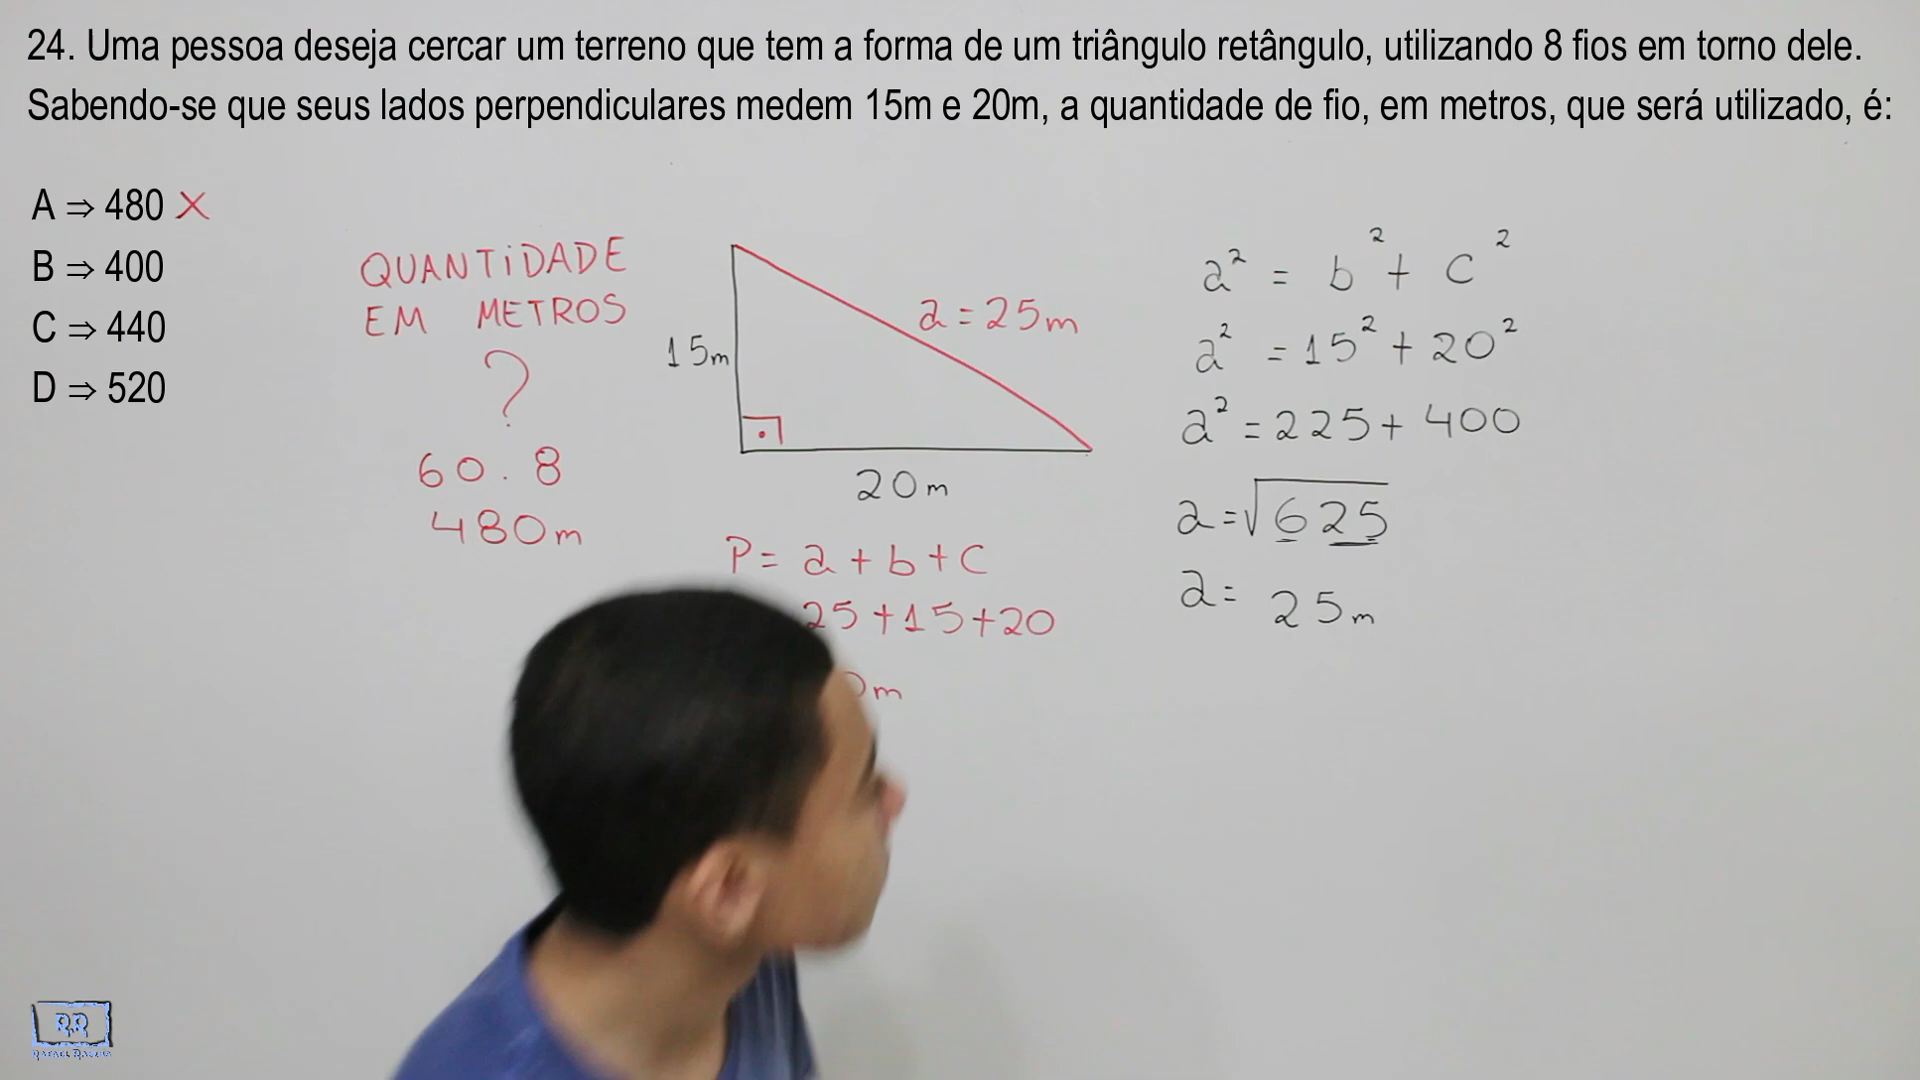 24. Uma pessoa deseja cercar um terreno que tem a forma de um triângulo retângulo, utilizando 8 fios em torno dele.
Sabendo-se que seus lados perpendiculares medem 15m e 20m, a quantidade de fio, em metros, que será utilizado, é:
A ⇒ 480 X
B ⇒ 400
C ⇒ 440
D ⇒ 520
QUANTIDADE
EM METROS
?
60.8
480m
15m
a=25m
20m
P= a+b+c
25+15+20
m
a² = b² + c²
a² = 15² + 20²
a² = 225 + 400
a=√625
a= 25m
RR
RAFAEL